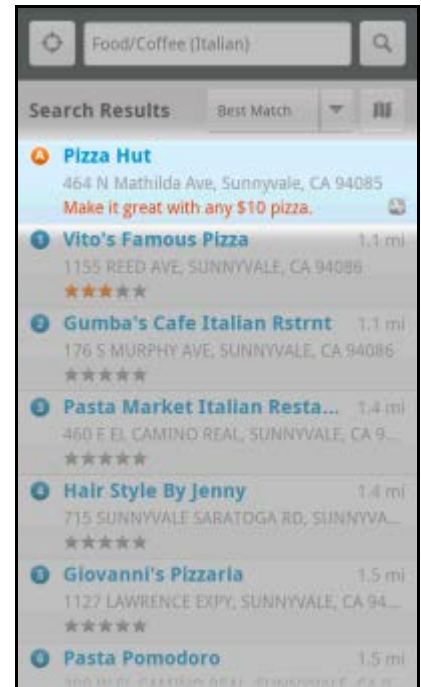 Food/Coffee (Italian)
Search Results Best Match
A Pizza Hut
464 N Mathilda Ave, Sunnyvale, CA 94085
Make it great with any $10 pizza.
1 Vito's Famous Pizza 1.1 mi
1155 REED AVE, SUNNYVALE, CA 94086
2 Gumba's Cafe Italian Rstrnt 1.1 mi
176 S MURPHY AVE, SUNNYVALE, CA 94086
3 Pasta Market Italian Resta... 1.4 mi
460 E EL CAMINO REAL, SUNNYVALE, CA 9...
4 Hair Style By Jenny 1.4 mi
715 SUNNYVALE SARATOGA RD, SUNNYVA...
5 Giovanni's Pizzaria 1.5 mi
1127 LAWRENCE EXPY, SUNNYVALE, CA 94...
6 Pasta Pomodoro 1.5 mi